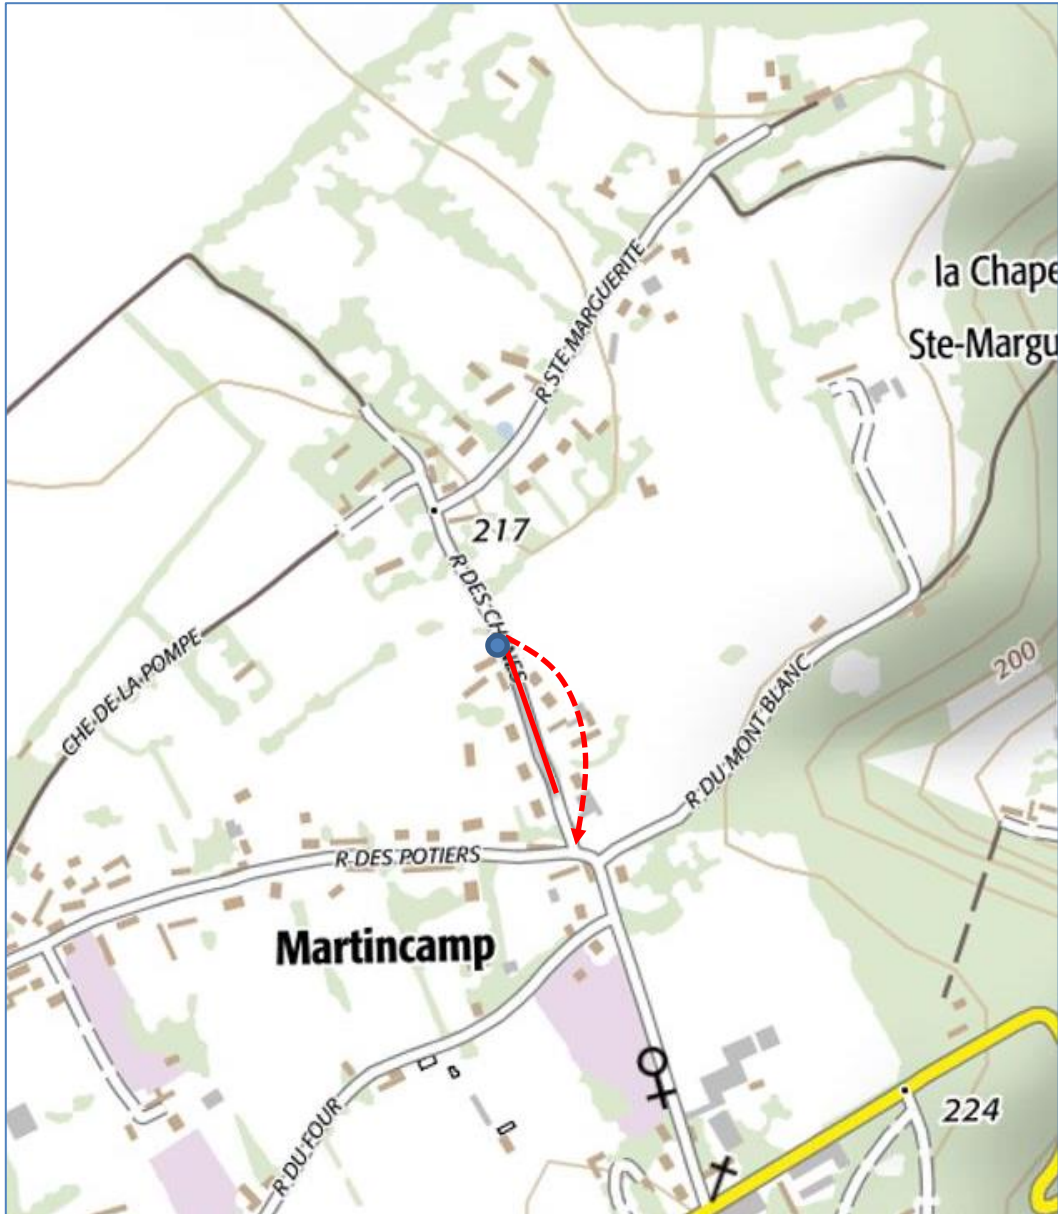 la Chape
R STE MARGUERITE
Ste-Margu
217
R DES CH NES
CHE DE LA POMPE
200
R DU MONT BLANC
R DES POTIERS
Martincamp
224
R DU FOUR